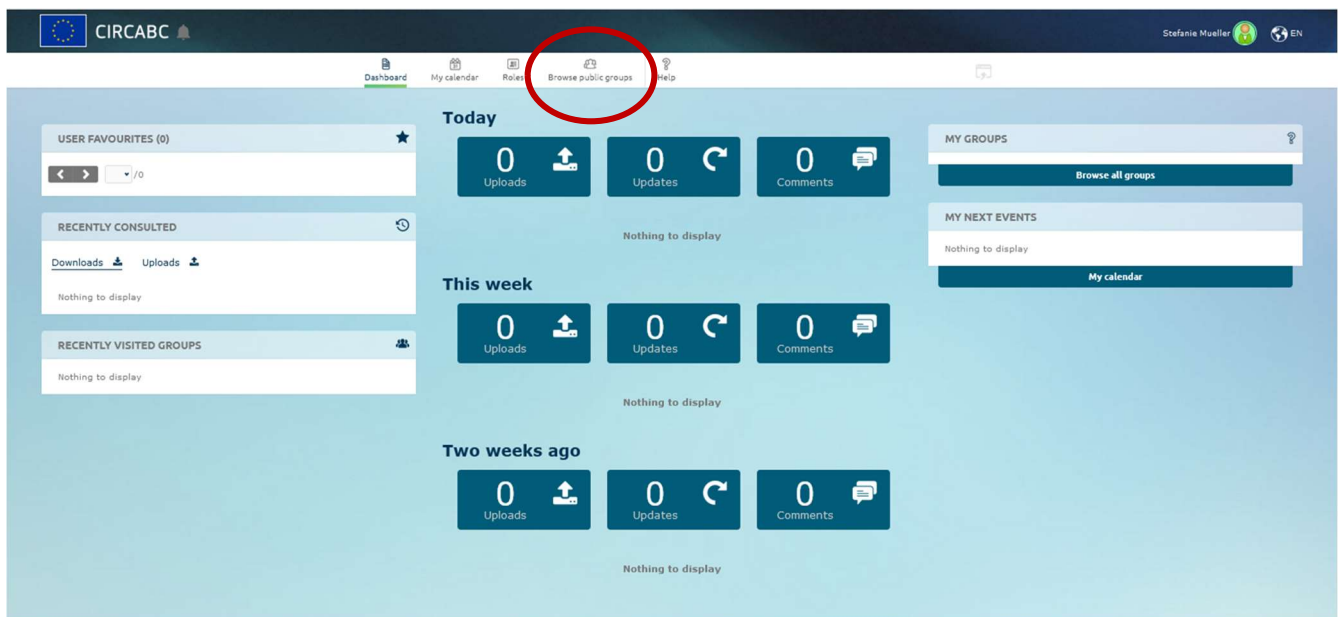 CIRCABC
Stefanie Mueller
EN
Dashboard
My calendar
Roles
Browse public groups
Help
USER FAVOURITES (0)
/0
RECENTLY CONSULTED
Downloads
Uploads
Nothing to display
RECENTLY VISITED GROUPS
Nothing to display
Today
0
Uploads
0
Updates
0
Comments
Nothing to display
This week
0
Uploads
0
Updates
0
Comments
Nothing to display
Two weeks ago
0
Uploads
0
Updates
0
Comments
Nothing to display
MY GROUPS
Browse all groups
MY NEXT EVENTS
Nothing to display
My calendar